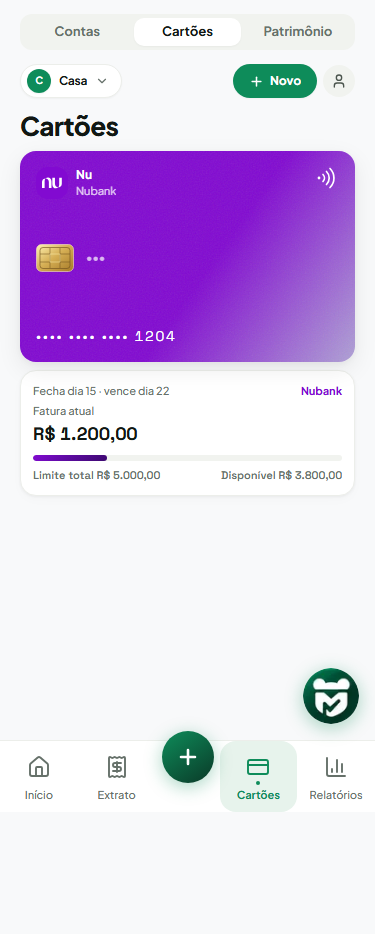 Contas Cartões Patrimônio
C Casa + Novo
Cartões
nu Nu
Nubank
•••
•••• •••• •••• 1204
Fecha dia 15 · vence dia 22 Nubank
Fatura atual
R$ 1.200,00
Limite total R$ 5.000,00 Disponível R$ 3.800,00
Início Extrato Cartões Relatórios